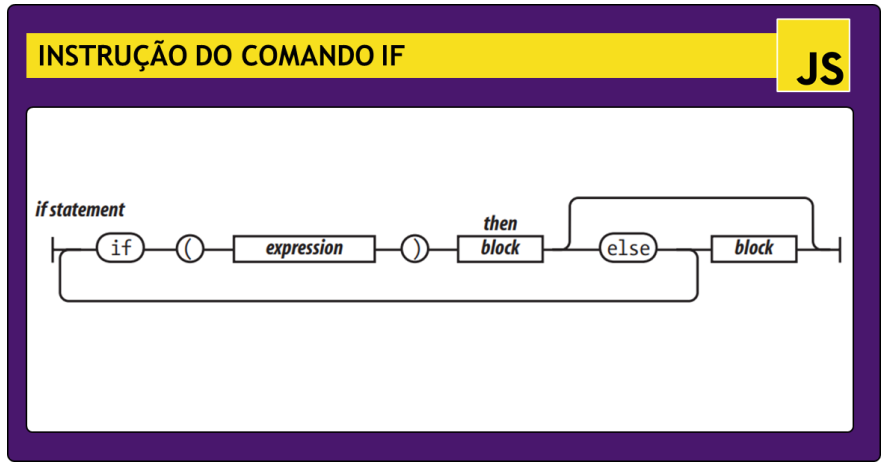 INSTRUÇÃO DO COMANDO IF
JS
if statement
then
if ( expression ) block else block